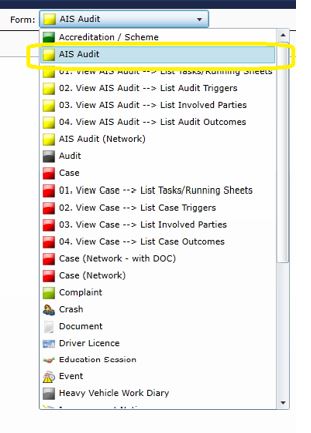 Form: AIS Audit
Accreditation / Scheme
AIS Audit
01. View AIS Audit --> List Tasks/Running Sheets
02. View AIS Audit --> List Audit Triggers
03. View AIS Audit --> List Involved Parties
04. View AIS Audit --> List Audit Outcomes
AIS Audit (Network)
Audit
Case
01. View Case --> List Tasks/Running Sheets
02. View Case --> List Case Triggers
03. View Case --> List Involved Parties
04. View Case --> List Case Outcomes
Case (Network - with DOC)
Case (Network)
Complaint
Crash
Document
Driver Licence
Education Session
Event
Heavy Vehicle Work Diary